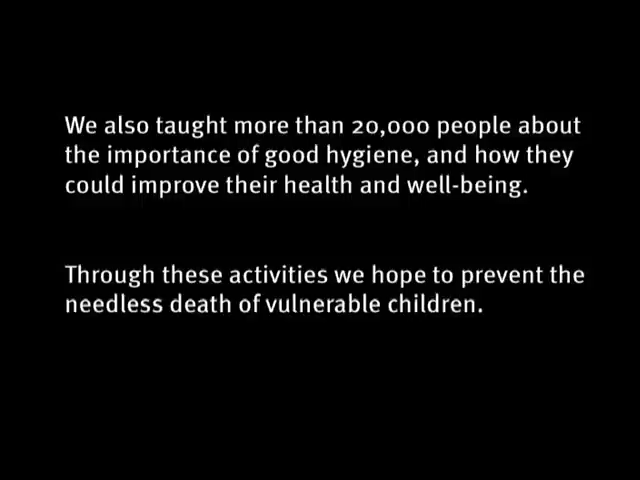 We also taught more than 20,000 people about
the importance of good hygiene, and how they
could improve their health and well-being.
Through these activities we hope to prevent the
needless death of vulnerable children.